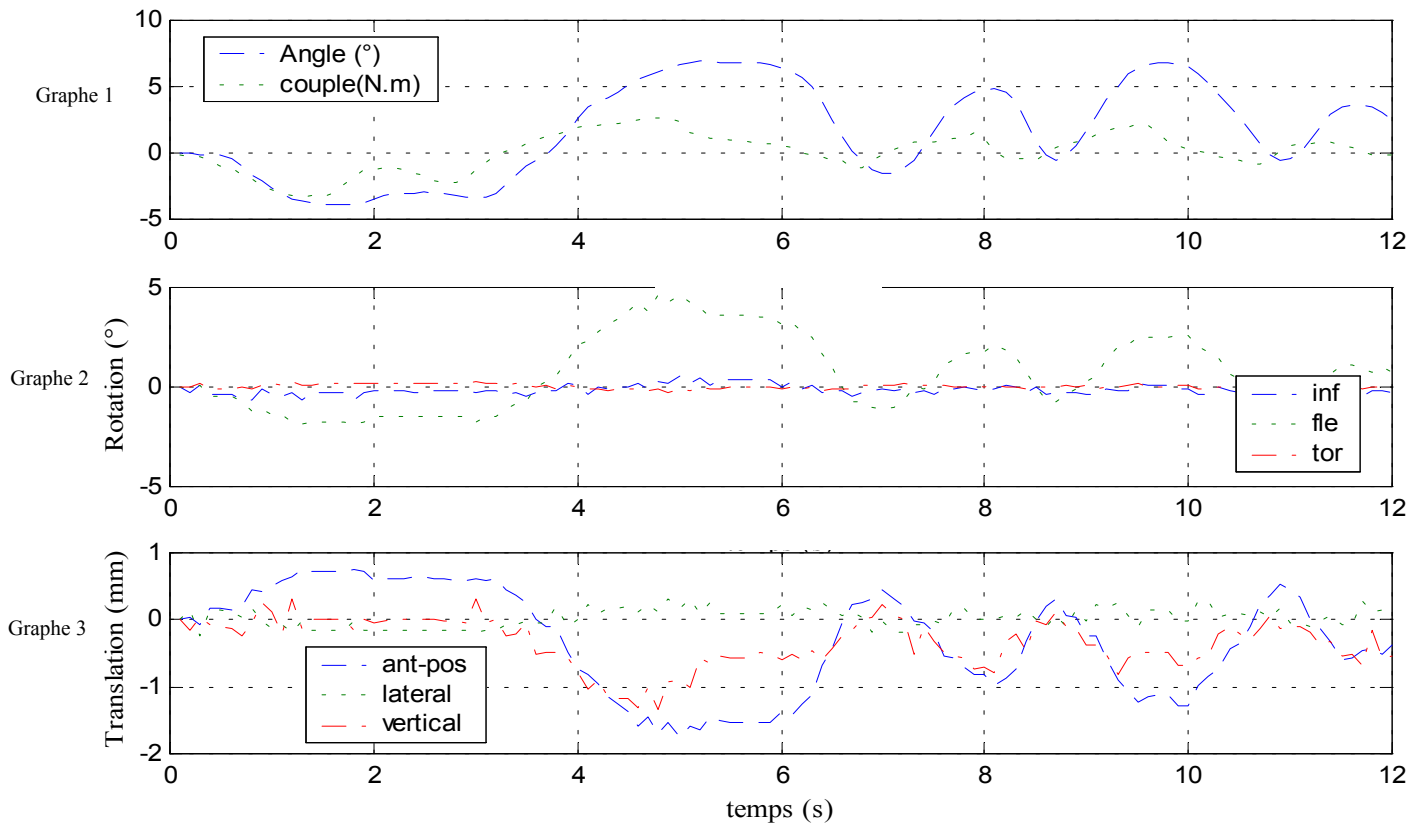 10
5
0
-5
Graphe 1
Angle (°)
couple(N.m)
0 2 4 6 8 10 12
5
0
-5
Graphe 2
Rotation (°)
inf
fle
tor
0 2 4 6 8 10 12
1
0
-1
-2
Graphe 3
Translation (mm)
ant-pos
lateral
vertical
0 2 4 6 8 10 12
temps (s)